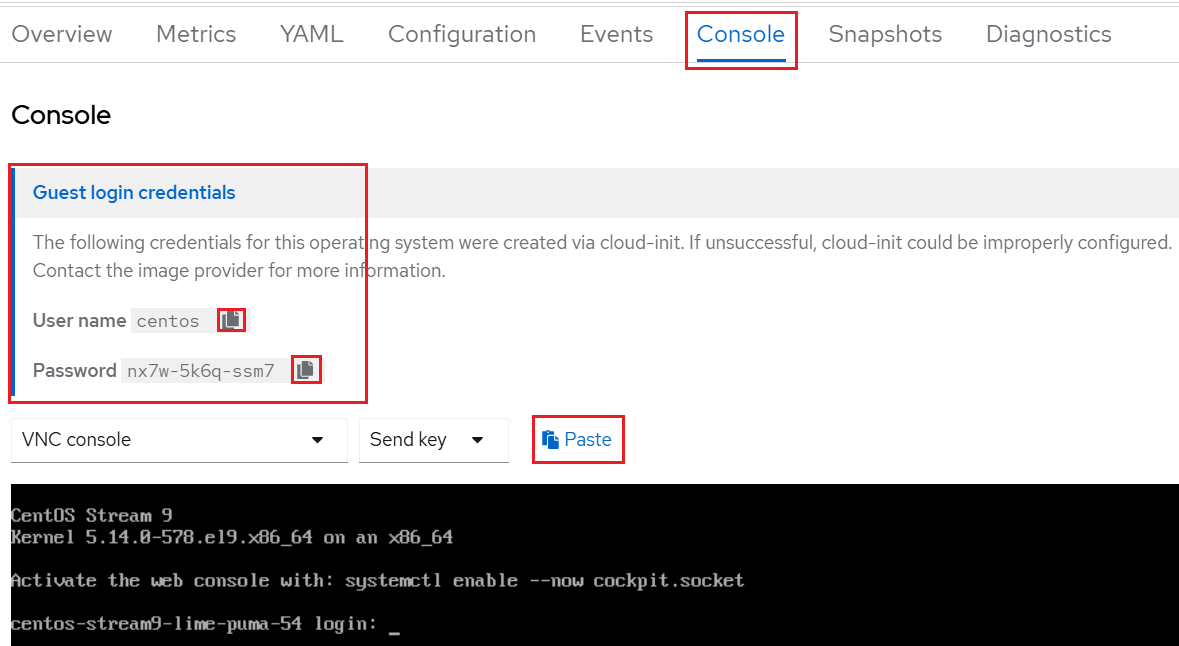 Overview Metrics YAML Configuration Events Console Snapshots Diagnostics
Console
Guest login credentials
The following credentials for this operating system were created via cloud-init. If unsuccessful, cloud-init could be improperly configured.
Contact the image provider for more information.
User name centos
Password nx7w-5k6q-ssm7
VNC console Send key Paste
CentOS Stream 9
Kernel 5.14.0-578.el9.x86_64 on an x86_64
Activate the web console with: systemctl enable --now cockpit.socket
centos-stream9-lime-puma-54 login: _